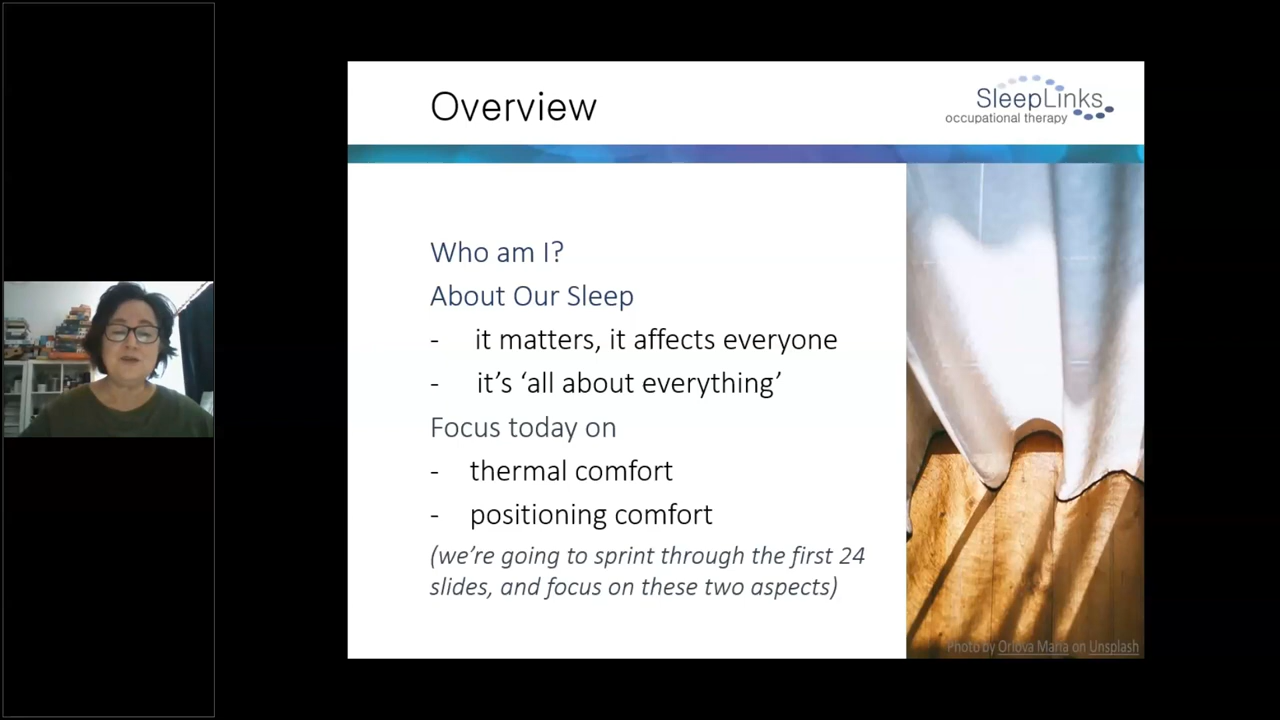 Overview
SleepLinks
occupational therapy
Who am I?
About Our Sleep
- it matters, it affects everyone
- it’s ‘all about everything’
Focus today on
- thermal comfort
- positioning comfort
(we’re going to sprint through the first 24
slides, and focus on these two aspects)
Photo by Orlova Maria on Unsplash